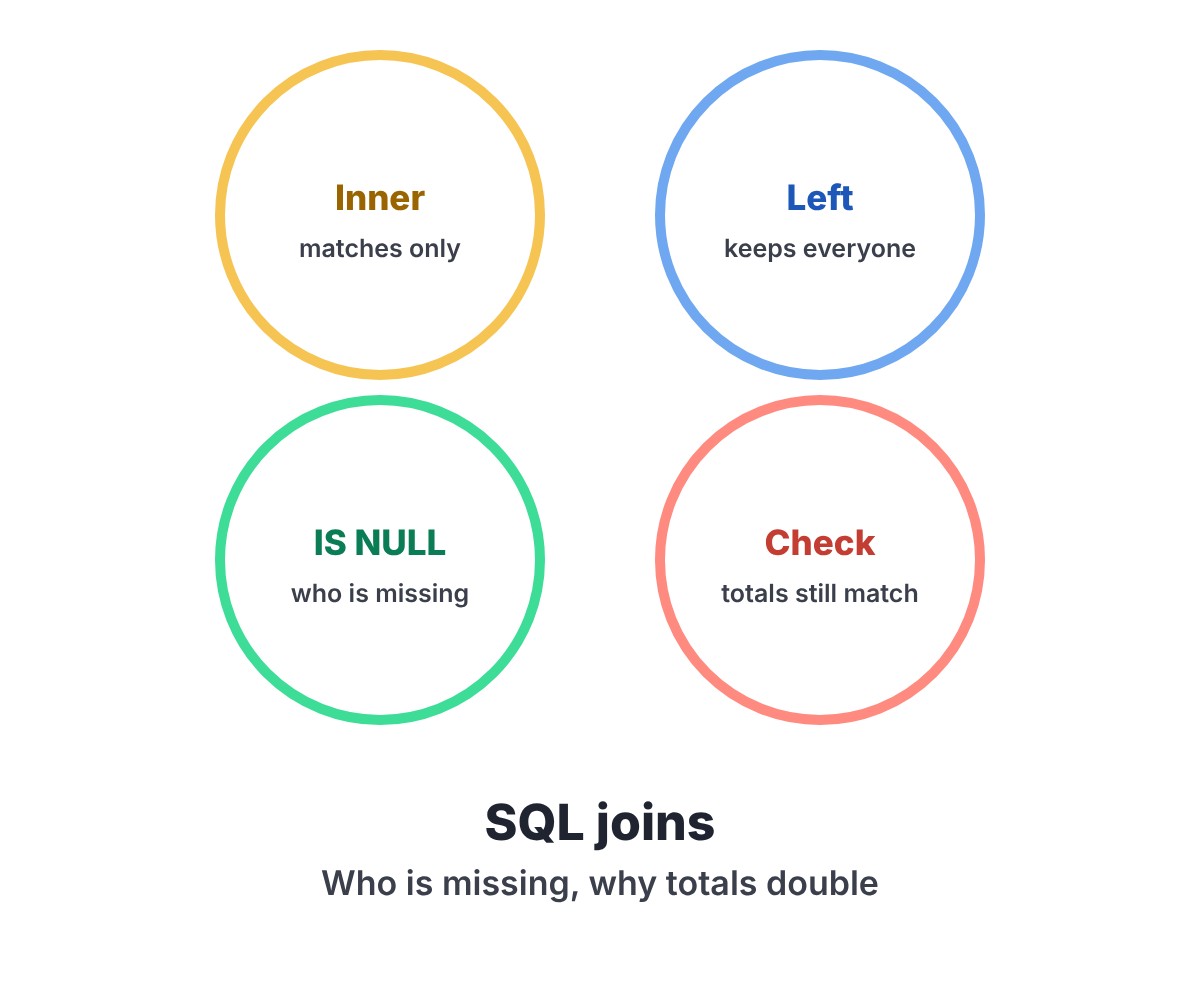 Inner
matches only
Left
keeps everyone
IS NULL
who is missing
Check
totals still match
SQL joins
Who is missing, why totals double